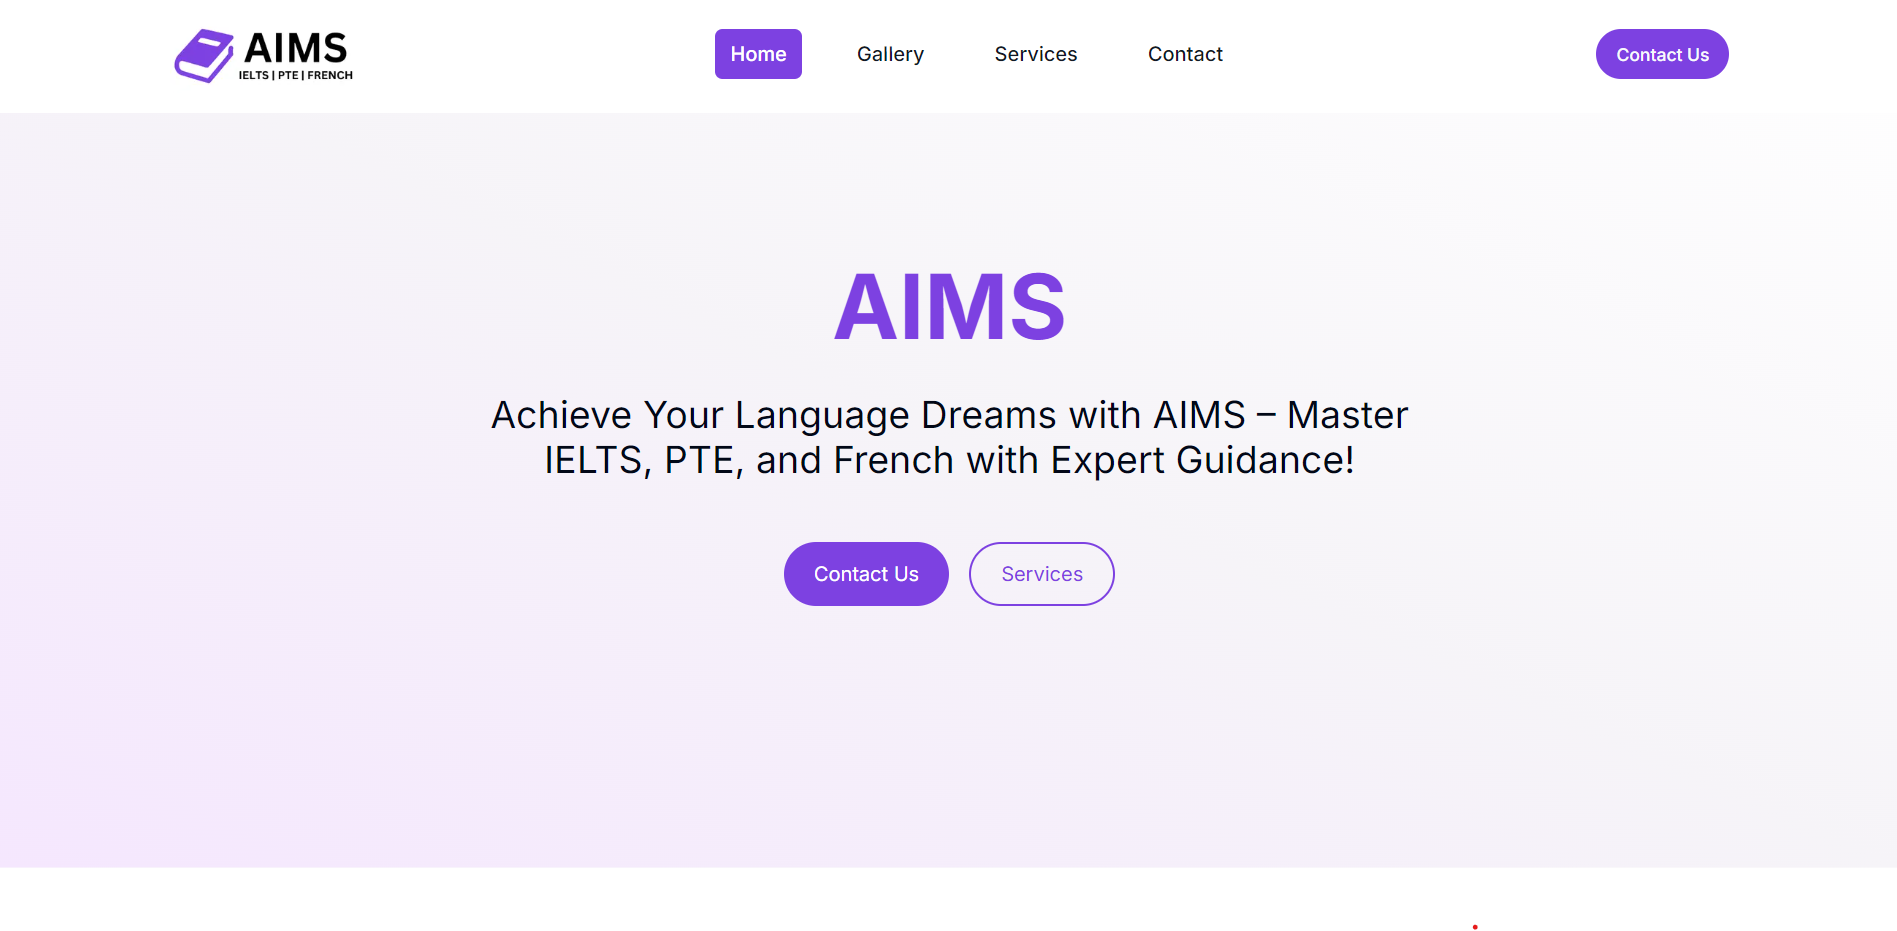 AIMS
IELTS | PTE | FRENCH
Home
Gallery
Services
Contact
Contact Us
AIMS
Achieve Your Language Dreams with AIMS – Master
IELTS, PTE, and French with Expert Guidance!
Contact Us
Services